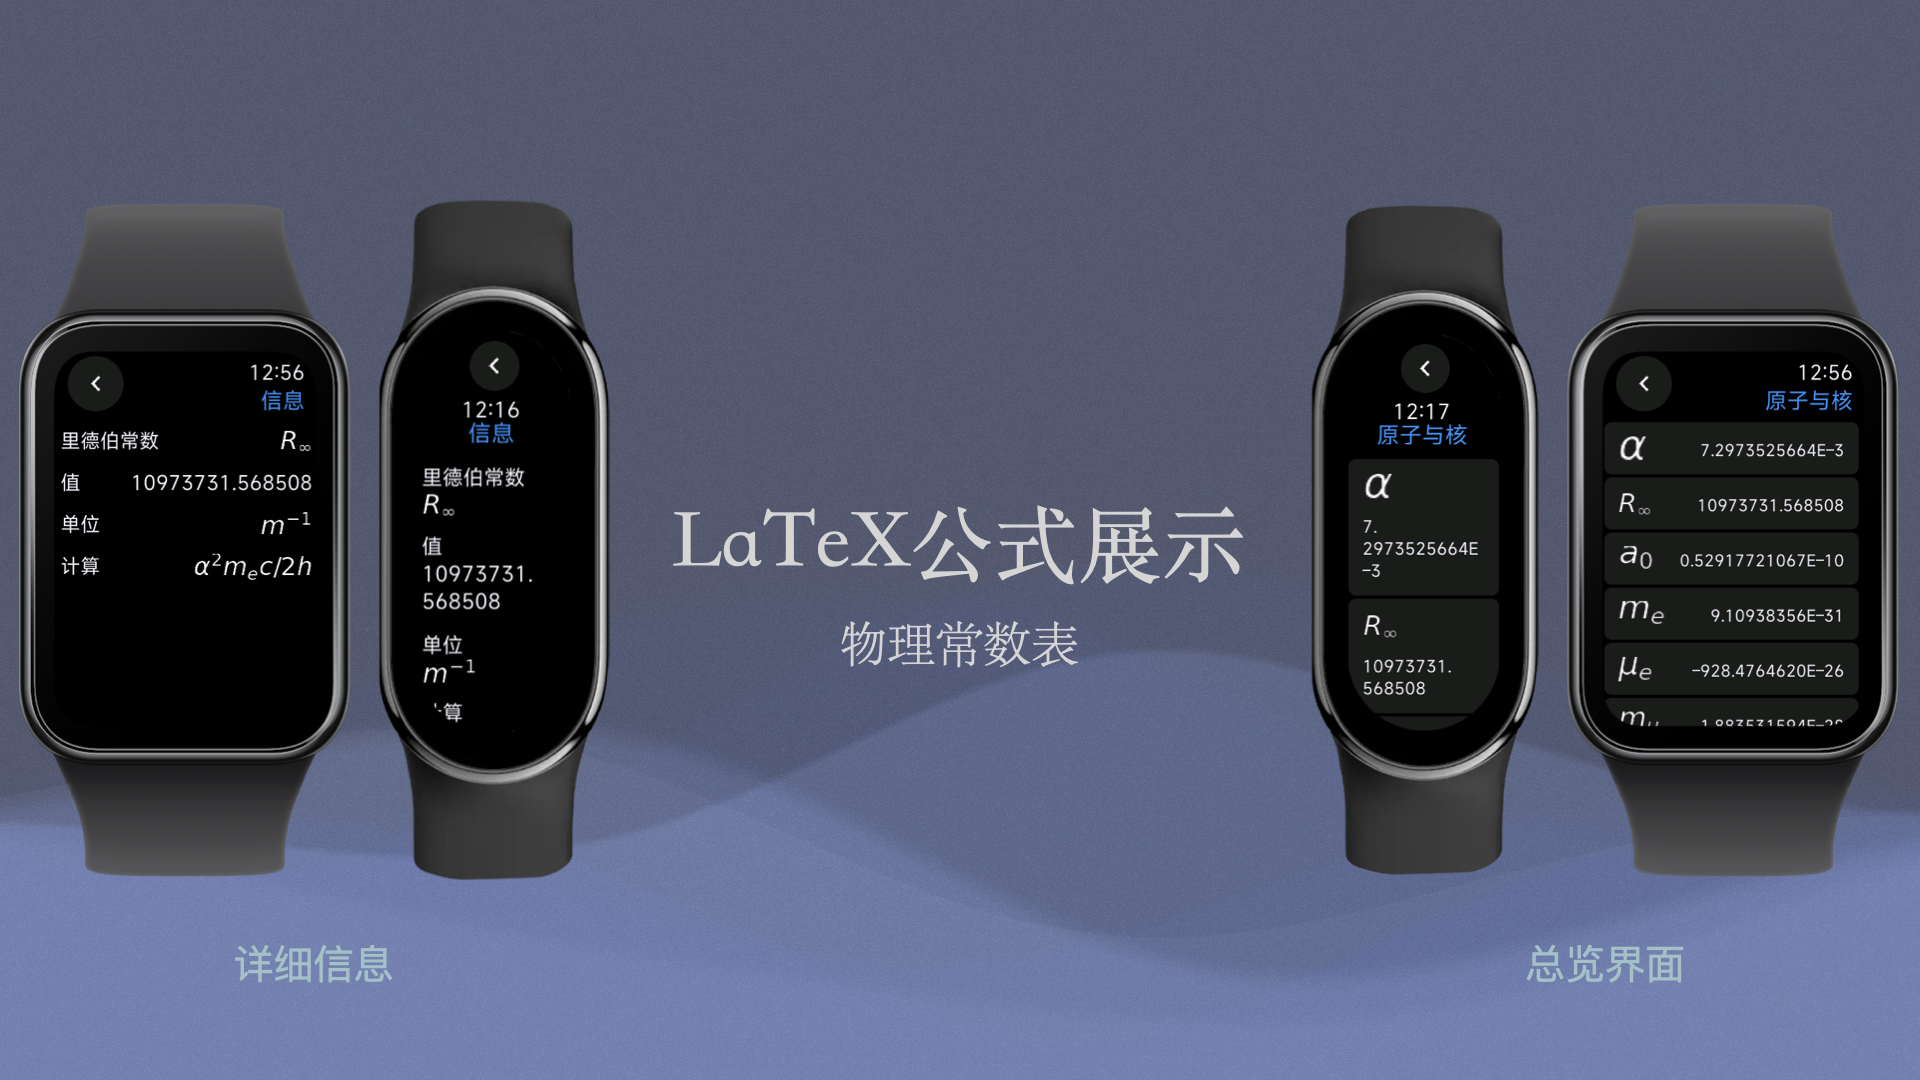 12:56
信息
里德伯常数 R∞
值 10973731.568508
单位 m⁻¹
计算 α²mₑc/2h
12:16
信息
里德伯常数
R∞
值
10973731.
568508
单位
m⁻¹
算
LaTeX公式展示
物理常数表
12:17
原子与核
α
7.
2973525664E
-3
R∞
10973731.
568508
12:56
原子与核
α 7.2973525664E-3
R∞ 10973731.568508
a₀ 0.52917721067E-10
mₑ 9.10938356E-31
μₑ -928.4764620E-26
详细信息
总览界面